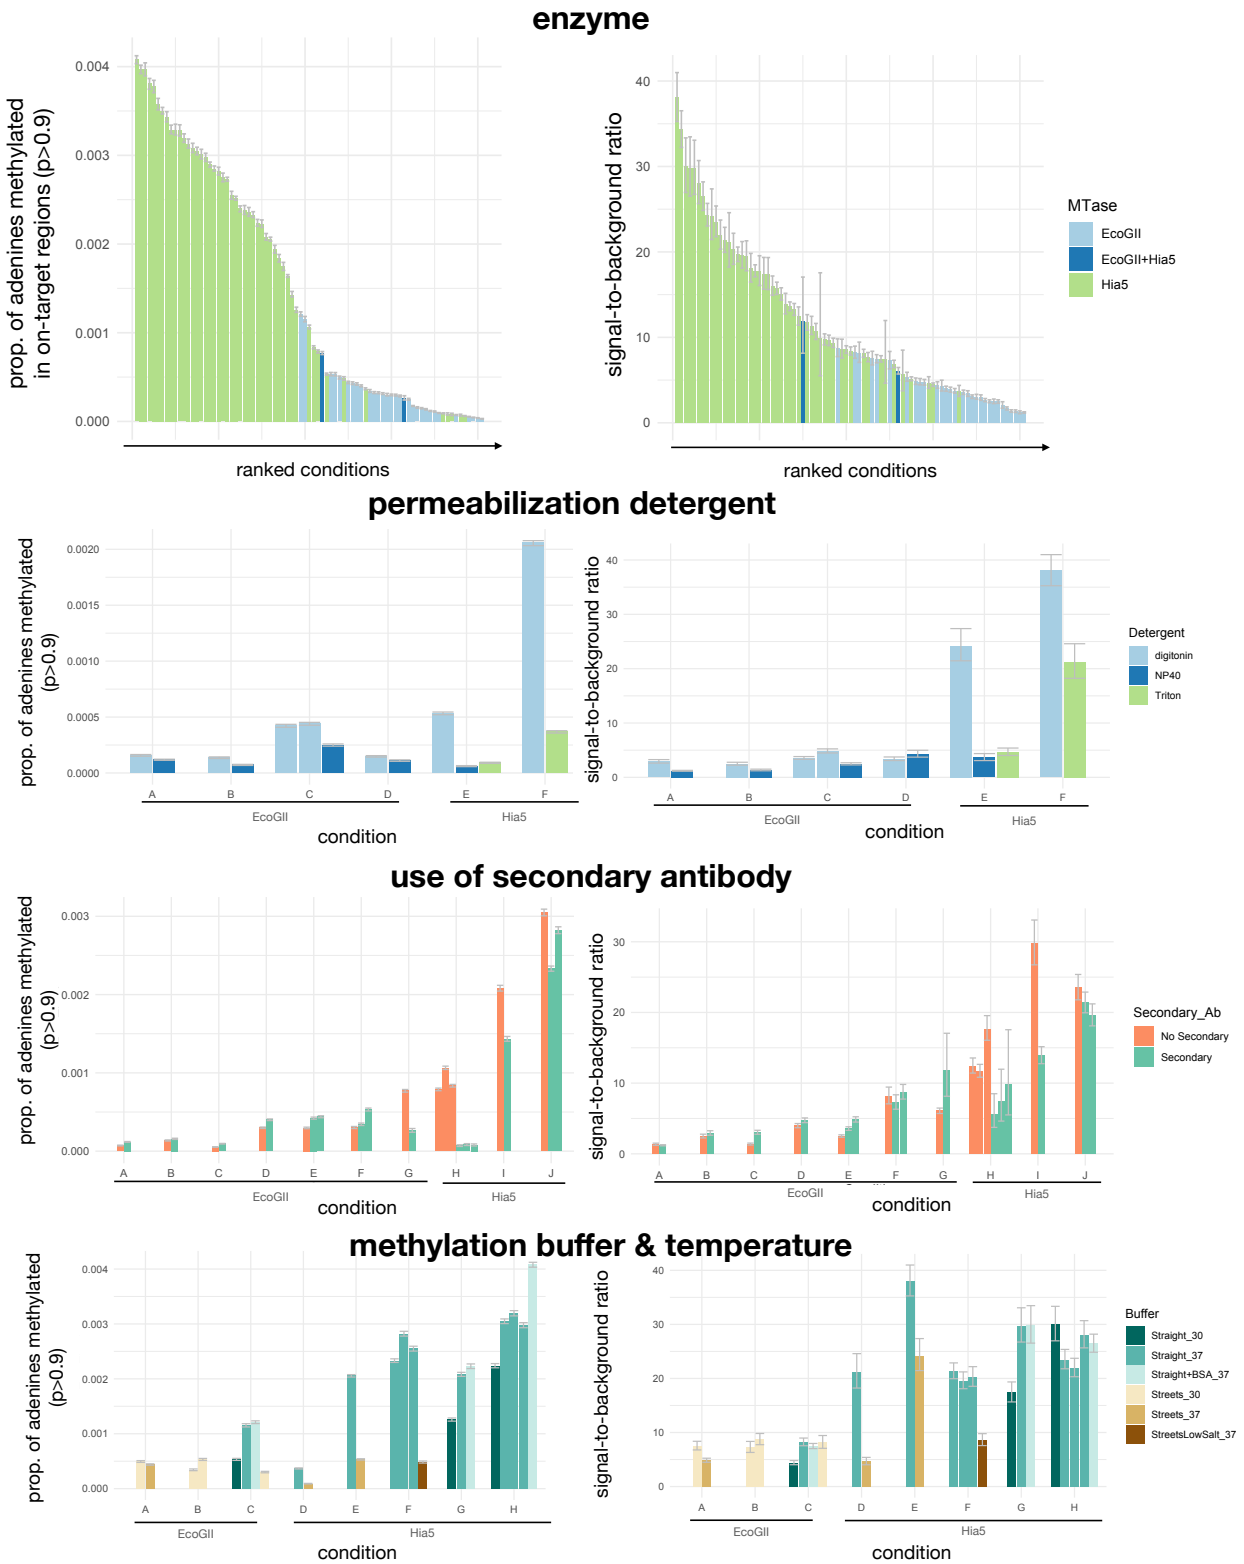 enzyme
prop. of adenines methylated
in on-target regions (p>0.9)
0.004
0.003
0.002
0.001
0.000
ranked conditions
signal-to-background ratio
40
30
20
10
0
ranked conditions
MTase
EcoGII
EcoGII+Hia5
Hia5
permeabilization detergent
prop. of adenines methylated
(p>0.9)
0.0020
0.0015
0.0010
0.0005
0.0000
A B C D E F
EcoGII Hia5
condition
signal-to-background ratio
40
30
20
10
0
A B C D E F
EcoGII Hia5
condition
Detergent
digitonin
NP40
Triton
use of secondary antibody
prop. of adenines methylated
(p>0.9)
0.003
0.002
0.001
0.000
A B C D E F G H I J
EcoGII Hia5
condition
signal-to-background ratio
30
20
10
0
A B C D E F G H I J
EcoGII Hia5
condition
Secondary_Ab
No Secondary
Secondary
methylation buffer & temperature
prop. of adenines methylated
(p>0.9)
0.004
0.003
0.002
0.001
0.000
A B C D E F G H
EcoGII Hia5
condition
signal-to-background ratio
40
30
20
10
0
A B C D E F G H
EcoGII Hia5
condition
Buffer
Straight_30
Straight_37
Straight+BSA_37
Streets_30
Streets_37
StreetsLowSalt_37